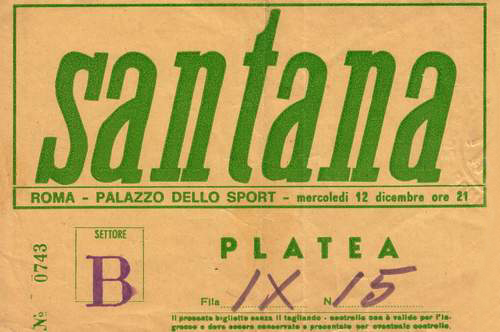 santana
ROMA - PALAZZO DELLO SPORT - mercoledì 12 dicembre ore 21
Nº 0743
SETTORE
B
PLATEA
Fila IX N. 15
Il presente biglietto senza il tagliando - controllo non è valido per l'in-
gresso e deve essere conservato e presentato per eventuale controllo.